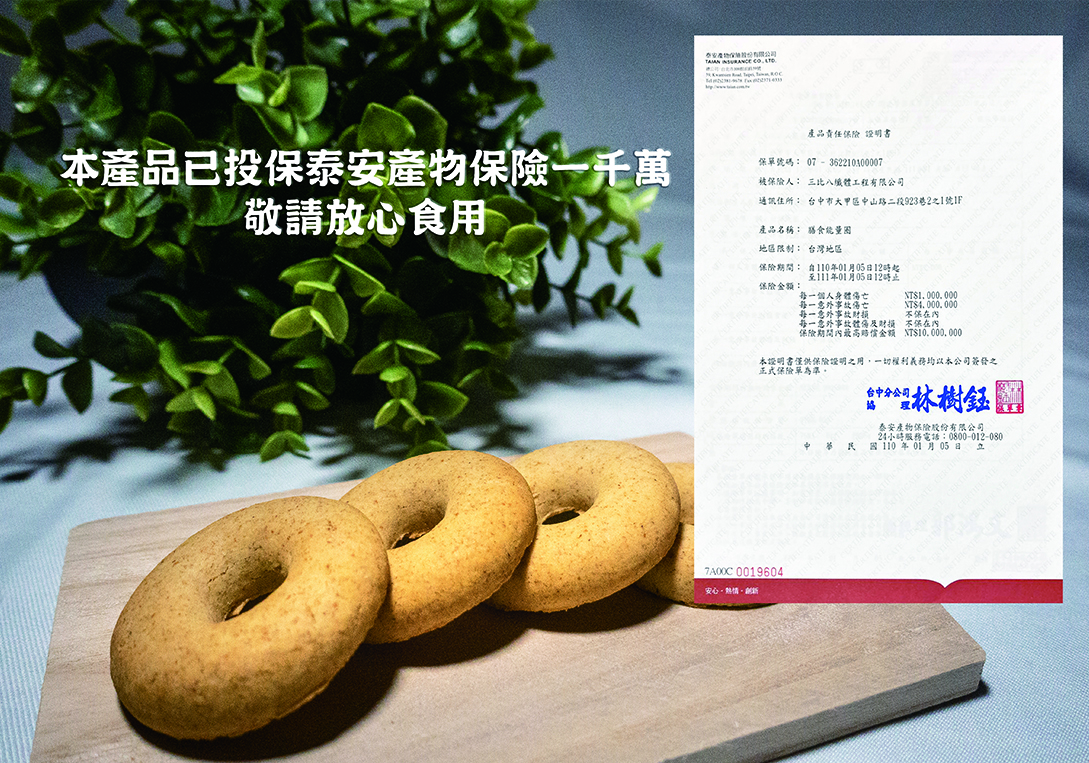 本產品已投保泰安產物保險一千萬
敬請放心食用
泰安產物保險股份有限公司
TAIAN INSURANCE CO., LTD.
59, Kwantsien Road, Taipei, Taiwan, R.O.C.
http://www.taian.com.tw
產品責任保險 證明書
保單號碼： 07 - 362210A00007
被保險人： 三比八纖體工程有限公司
通訊住所： 台中市大甲區中山路二段923巷2之1號1F
產品名稱： 膳食能量圈
地區限制： 台灣地區
保險期間： 自110年01月05日12時起
至111年01月05日12時止
保險金額：
每一個人身體傷亡 NT$1,000,000
每一意外事故傷亡 NT$4,000,000
每一意外事故財損 不保在內
每一意外事故體傷及財損 不保在內
保險期間內最高賠償金額 NT$10,000,000
本證明書僅供保險證明之用，一切權利義務均以本公司簽發之
正式保險單為準。
台中分公司
協 理 林樹鈺
泰安產物保險股份有限公司
24小時服務電話：0800-012-080
中 華 民 國 110 年 01 月 05 日 立
7A00C 0019604
安心・熱情・創新